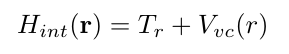 $H_{int}(\mathbf{r}) = T_r + V_{vc}(r)$